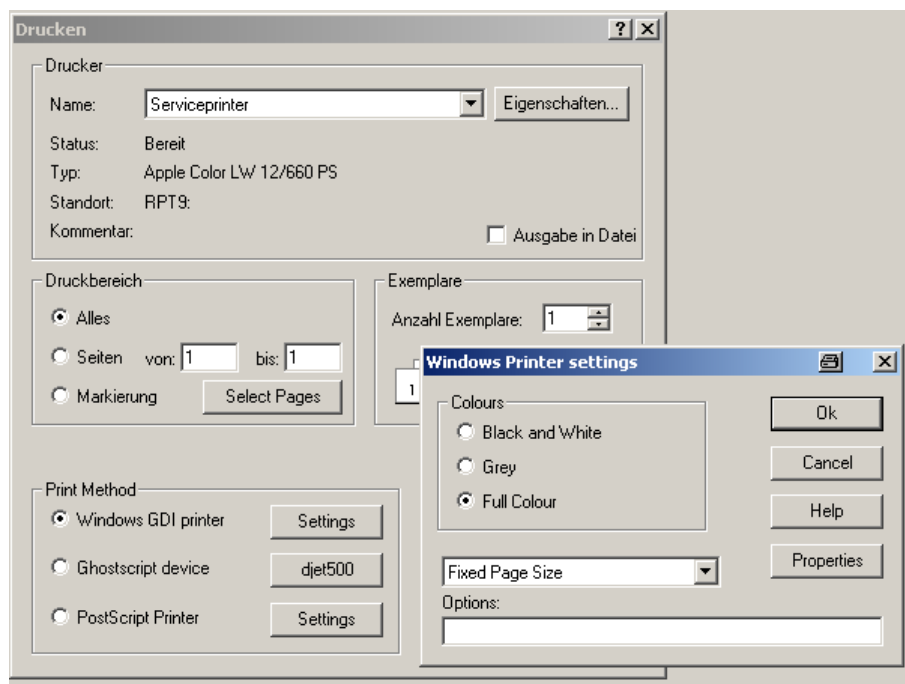 Drucken
Drucker
Name: Serviceprinter Eigenschaften...
Status: Bereit
Typ: Apple Color LW 12/660 PS
Standort: RPT9:
Kommentar:
Ausgabe in Datei
Druckbereich
Alles
Seiten von: 1 bis: 1
Markierung Select Pages
Exemplare
Anzahl Exemplare: 1
1
Print Method
Windows GDI printer Settings
Ghostscript device djet500
PostScript Printer Settings
Windows Printer settings
Colours
Black and White
Grey
Full Colour
Ok
Cancel
Help
Properties
Fixed Page Size
Options: